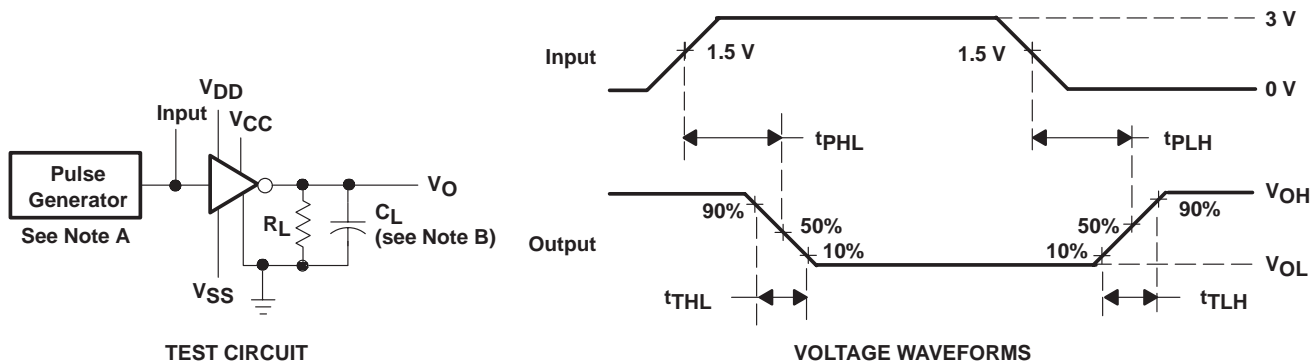 Pulse
Generator
See Note A
Input
VDD
VCC
VSS
RL
CL
(see Note B)
VO
TEST CIRCUIT
Input
1.5 V
1.5 V
3 V
0 V
tPHL
tPLH
Output
90%
50%
10%
10%
50%
90%
VOH
VOL
tTHL
tTLH
VOLTAGE WAVEFORMS